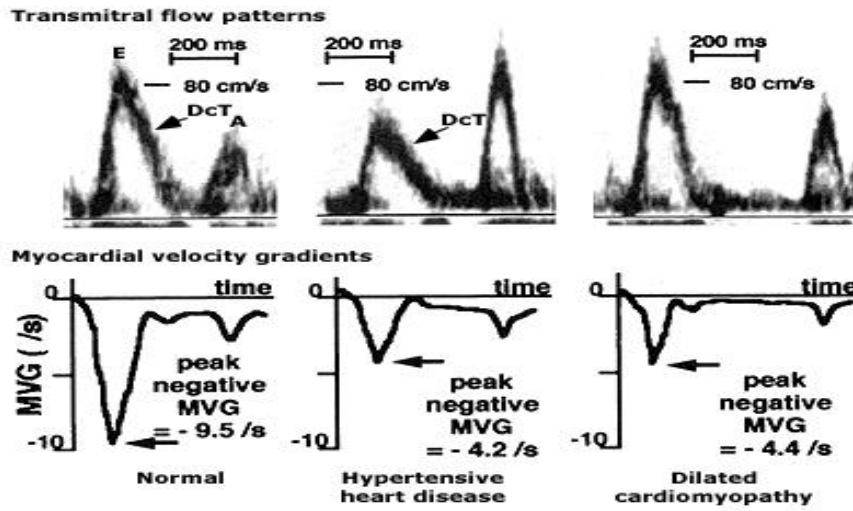 Transmitral flow patterns
E
200 ms
80 cm/s
DcT
A
200 ms
80 cm/s
DcT
200 ms
80 cm/s
Myocardial velocity gradients
0
time
MVG ( /s)
-10
peak
negative
MVG
= - 9.5 /s
0
time
-10
peak
negative
MVG
= - 4.2 /s
0
time
-10
peak
negative
MVG
= - 4.4 /s
Normal
Hypertensive
heart disease
Dilated
cardiomyopathy